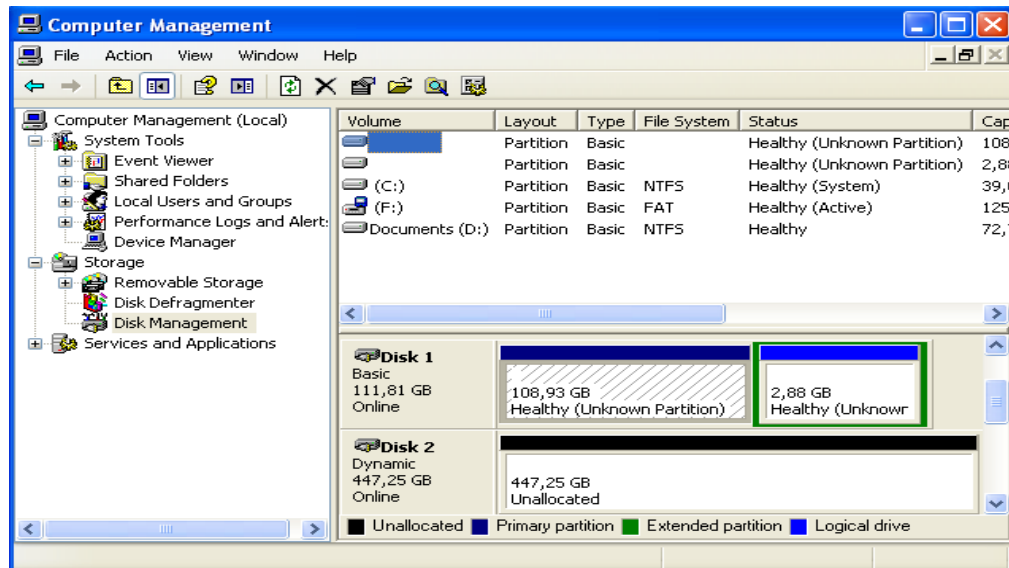 Computer Management
File Action View Window Help
Computer Management (Local)
System Tools
Event Viewer
Shared Folders
Local Users and Groups
Performance Logs and Alert
Device Manager
Storage
Removable Storage
Disk Defragmenter
Disk Management
Services and Applications
Volume Layout Type File System Status Cap
Partition Basic Healthy (Unknown Partition) 108
Partition Basic Healthy (Unknown Partition) 2,8
(C:) Partition Basic NTFS Healthy (System) 39,
(F:) Partition Basic FAT Healthy (Active) 125
Documents (D:) Partition Basic NTFS Healthy 72,
Disk 1
Basic
111,81 GB
Online
108,93 GB
Healthy (Unknown Partition)
2,88 GB
Healthy (Unknowr
Disk 2
Dynamic
447,25 GB
Online
447,25 GB
Unallocated
Unallocated Primary partition Extended partition Logical drive